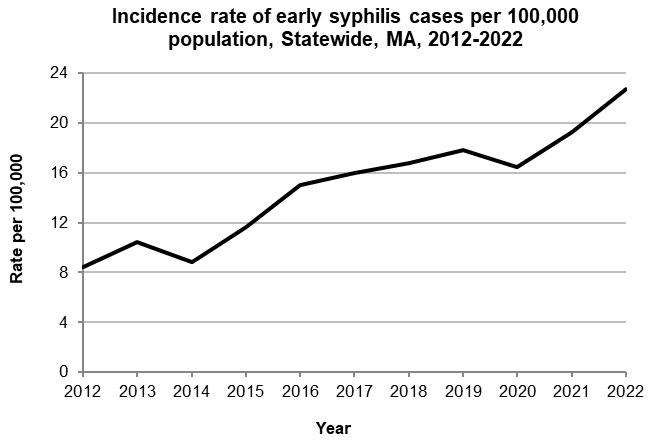 Incidence rate of early syphilis cases per 100,000
population, Statewide, MA, 2012-2022
24
20
16
12
8
4
0
Rate per 100,000
2012 2013 2014 2015 2016 2017 2018 2019 2020 2021 2022
Year